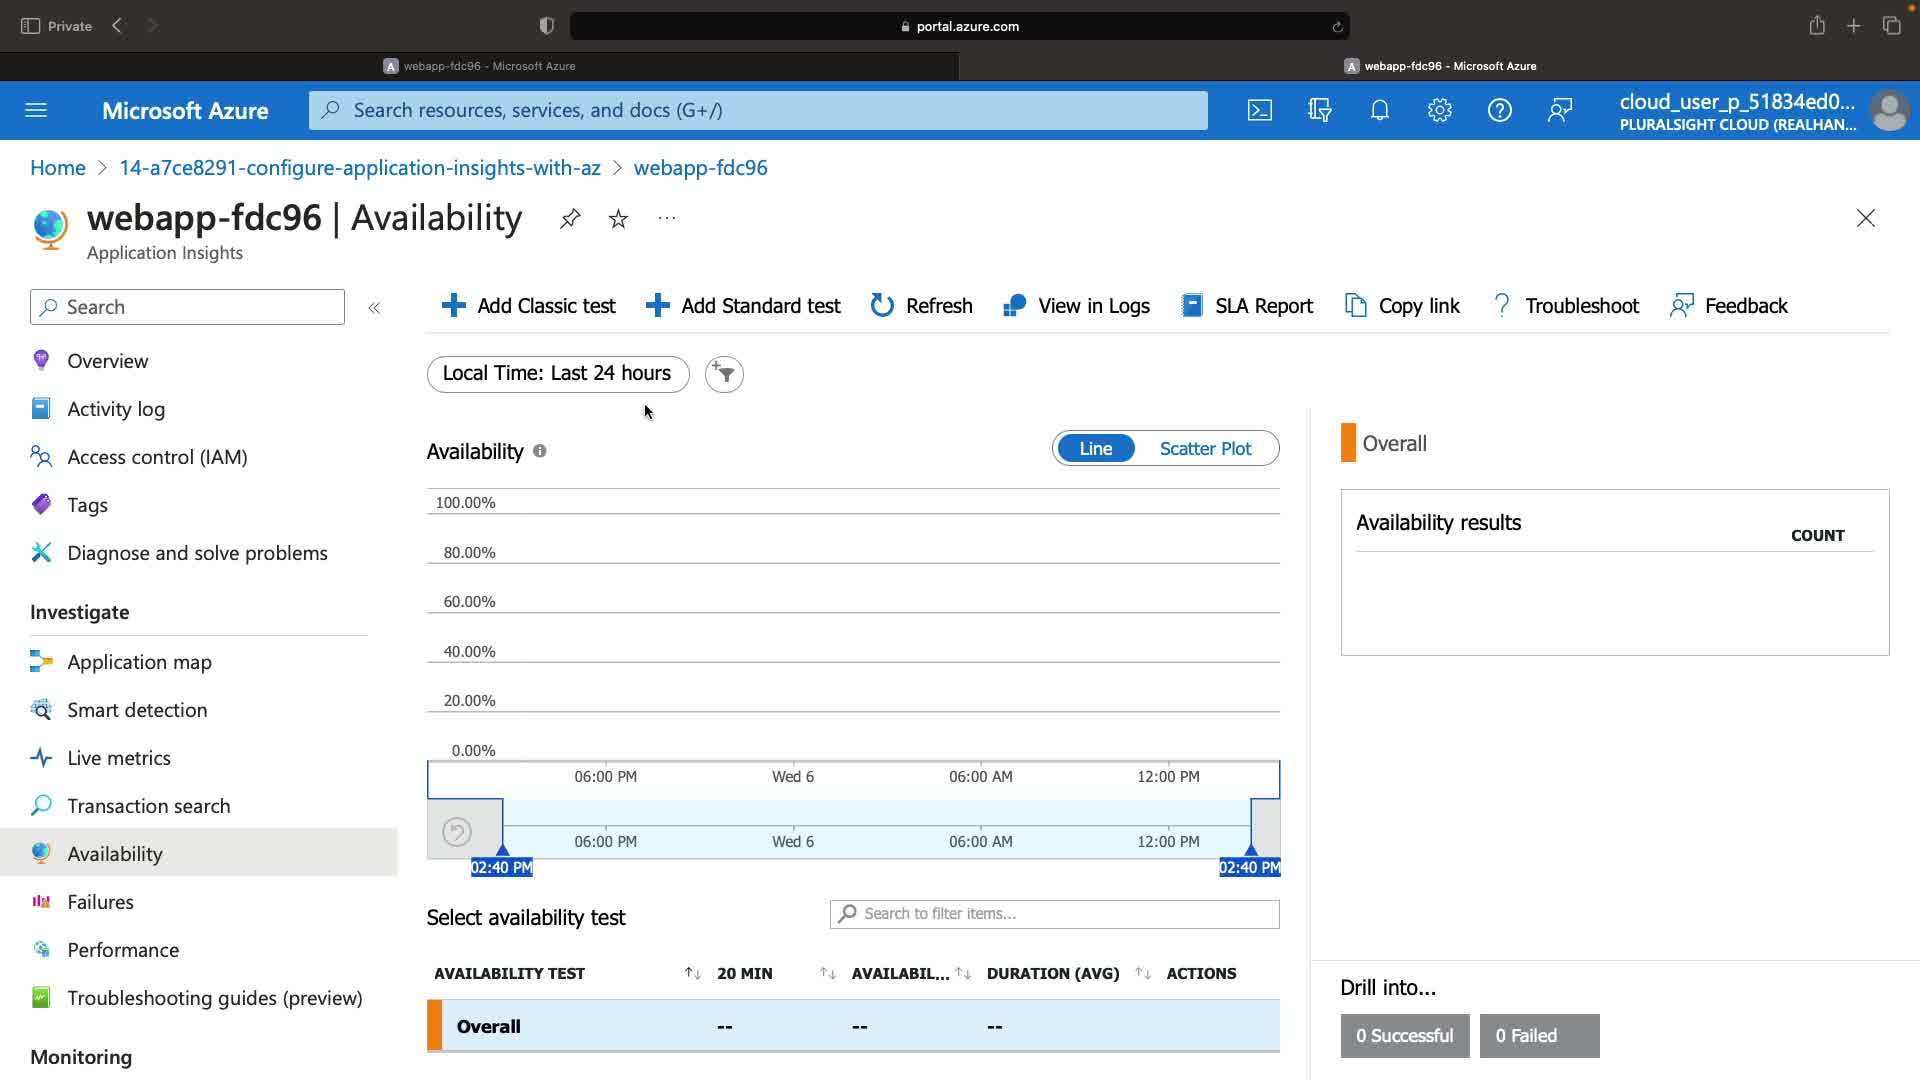 Private
portal.azure.com
A webapp-fdc96 - Microsoft Azure
A webapp-fdc96 - Microsoft Azure
Microsoft Azure
Search resources, services, and docs (G+/)
cloud_user_p_51834ed0...
PLURALSIGHT CLOUD (REALHAN...
Home > 14-a7ce8291-configure-application-insights-with-az > webapp-fdc96
webapp-fdc96 | Availability
Application Insights
Search
Add Classic test
Add Standard test
Refresh
View in Logs
SLA Report
Copy link
Troubleshoot
Feedback
Overview
Activity log
Access control (IAM)
Tags
Diagnose and solve problems
Investigate
Application map
Smart detection
Live metrics
Transaction search
Availability
Failures
Performance
Troubleshooting guides (preview)
Monitoring
Local Time: Last 24 hours
Availability
Line
Scatter Plot
100.00%
80.00%
60.00%
40.00%
20.00%
0.00%
06:00 PM Wed 6 06:00 AM 12:00 PM
06:00 PM Wed 6 06:00 AM 12:00 PM
02:40 PM 02:40 PM
Select availability test
Search to filter items...
AVAILABILITY TEST 20 MIN AVAILABIL... DURATION (AVG) ACTIONS
Overall -- -- --
Overall
Availability results
COUNT
Drill into...
0 Successful
0 Failed